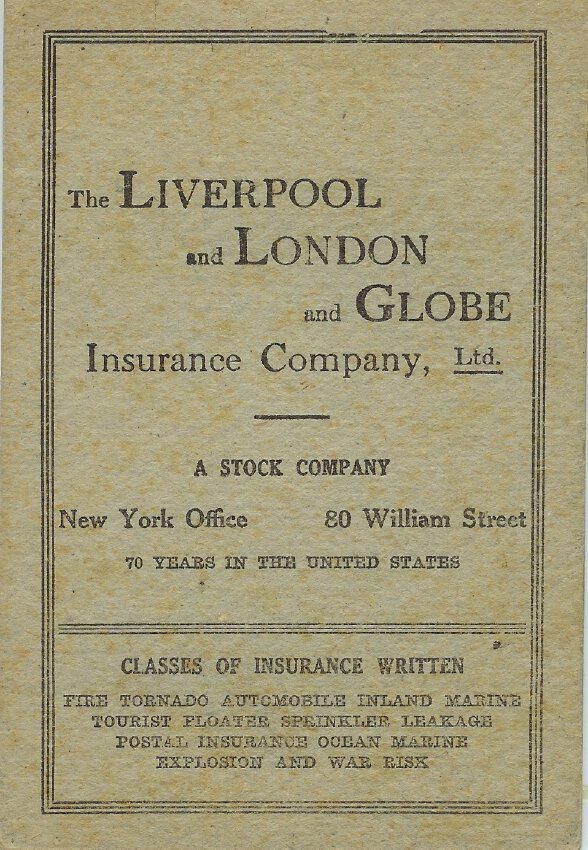 The LIVERPOOL
and LONDON
and GLOBE
Insurance Company, Ltd.
A STOCK COMPANY
New York Office 80 William Street
70 YEARS IN THE UNITED STATES
CLASSES OF INSURANCE WRITTEN
FIRE TORNADO AUTOMOBILE INLAND MARINE
TOURIST FLOATER SPRINKLER LEAKAGE
POSTAL INSURANCE OCEAN MARINE
EXPLOSION AND WAR RISK